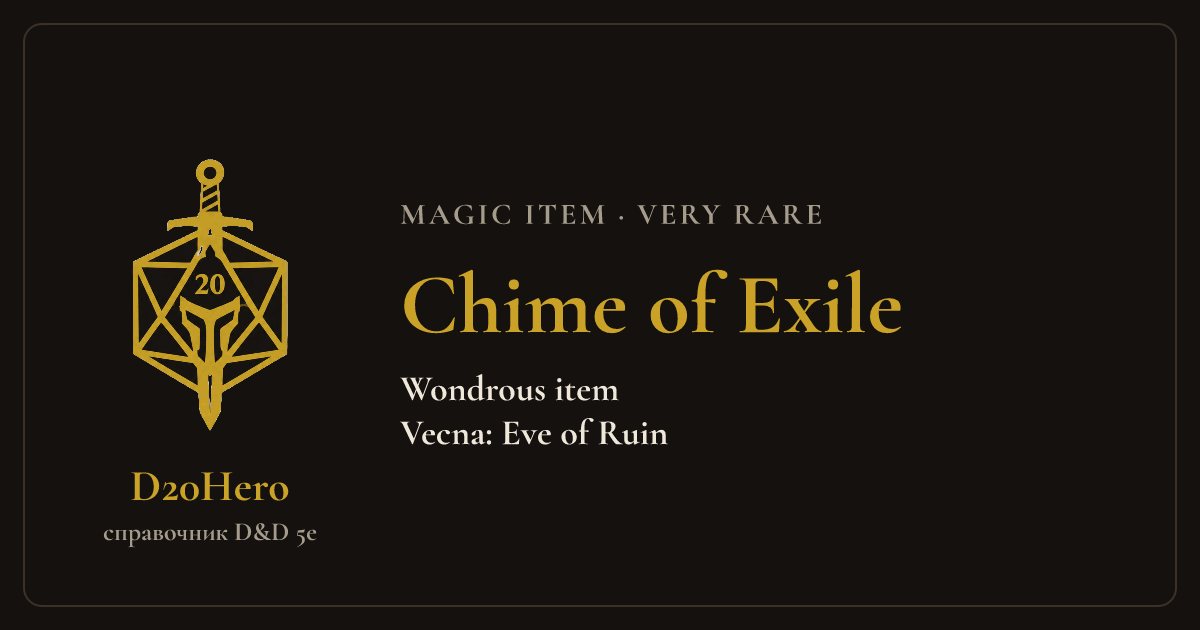 20
D20Hero
справочник D&D 5e
MAGIC ITEM · VERY RARE
Chime of Exile
Wondrous item
Vecna: Eve of Ruin